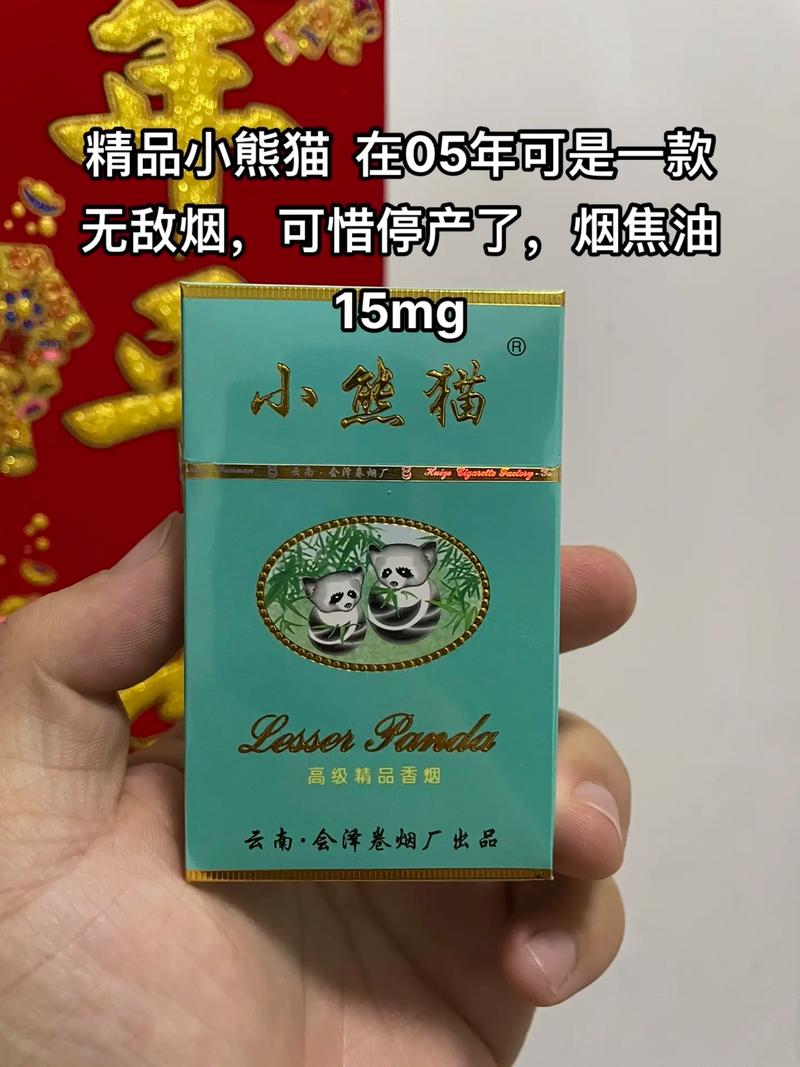 年
精品小熊猫 在05年可是一款
无敌烟，可惜停产了，烟焦油
15mg
小熊猫®
云南·会泽卷烟厂 Huize Cigarette Factory
Lesser Panda
高级精品香烟
云南·会泽卷烟厂出品